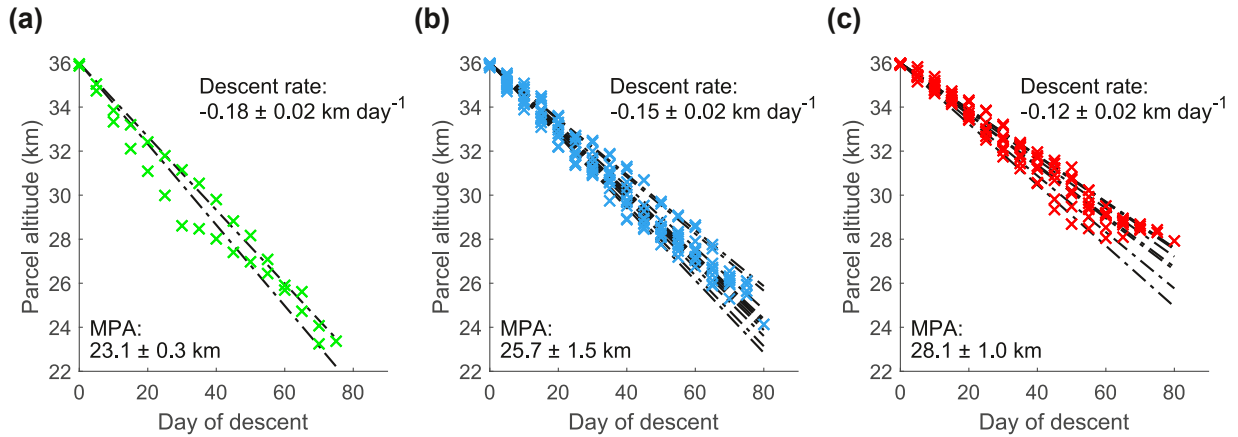 (a)
Parcel altitude (km)
36
34
32
30
28
26
24
22
Descent rate:
-0.18 ± 0.02 km day⁻¹
MPA:
23.1 ± 0.3 km
0 20 40 60 80
Day of descent
(b)
Parcel altitude (km)
36
34
32
30
28
26
24
22
Descent rate:
-0.15 ± 0.02 km day⁻¹
MPA:
25.7 ± 1.5 km
0 20 40 60 80
Day of descent
(c)
Parcel altitude (km)
36
34
32
30
28
26
24
22
Descent rate:
-0.12 ± 0.02 km day⁻¹
MPA:
28.1 ± 1.0 km
0 20 40 60 80
Day of descent